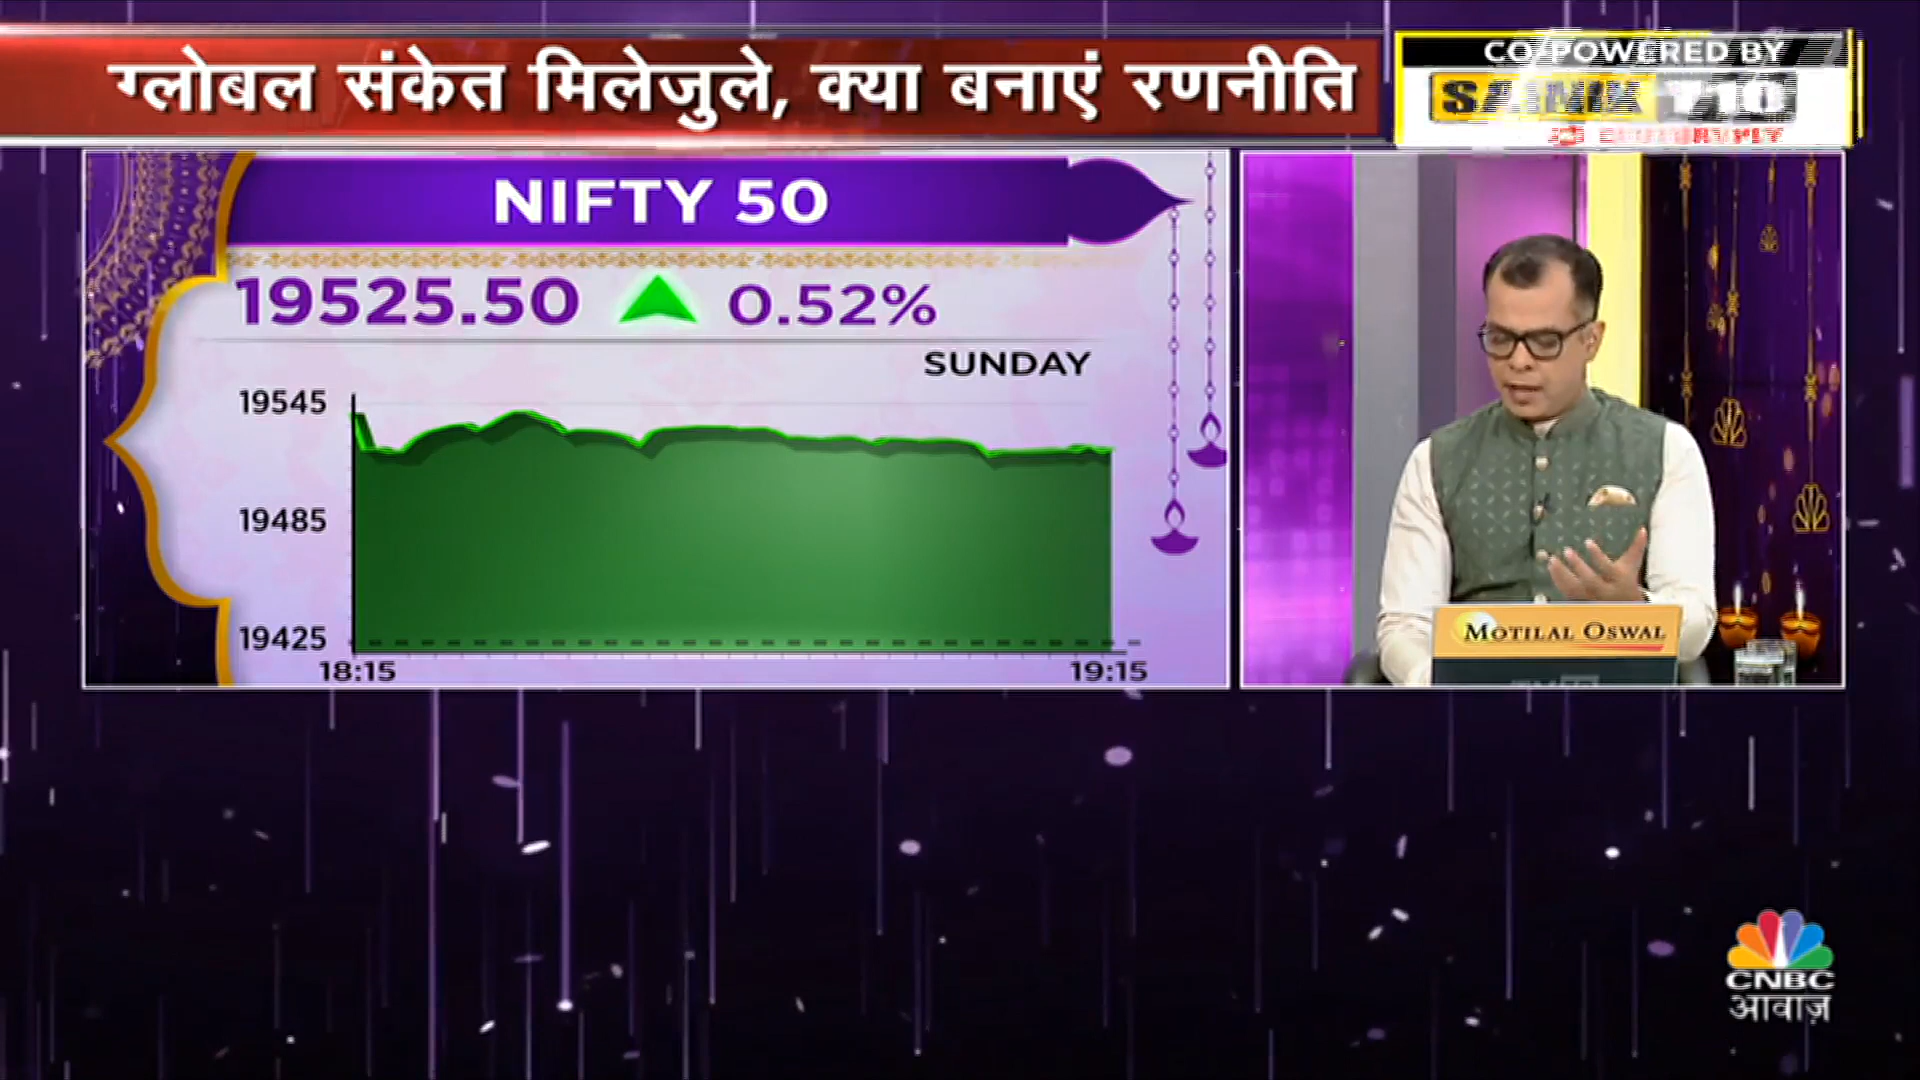 ग्लोबल संकेत मिलेजुले, क्या बनाएं रणनीति
CO-POWERED BY
NIFTY 50
19525.50 0.52%
SUNDAY
19545
19485
19425
18:15 19:15
MOTILAL OSWAL
CNBC
आवाज़